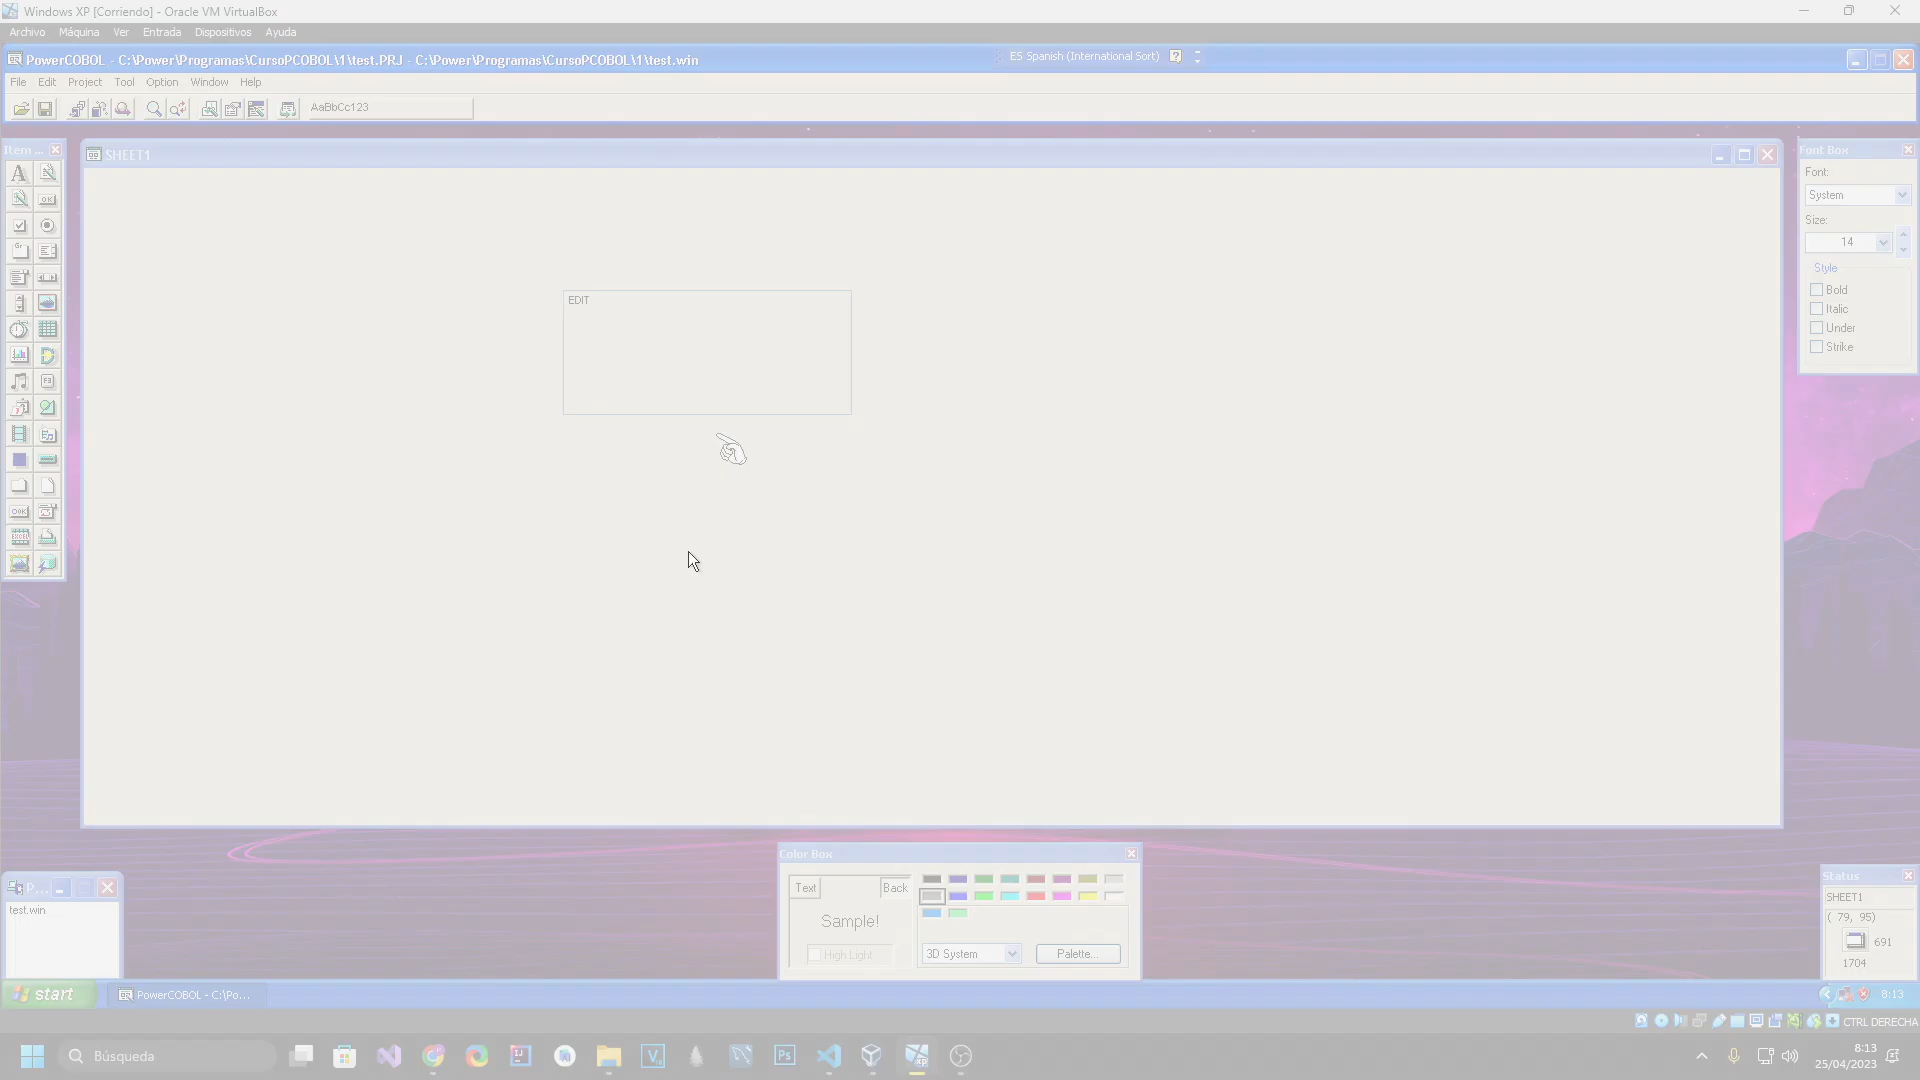 Windows XP [Corriendo] - Oracle VM VirtualBox
Archivo Máquina Ver Entrada Dispositivos Ayuda
PowerCOBOL - C:\Power\Programas\CursoPCOBOL\1\test.PRJ - C:\Power\Programas\CursoPCOBOL\1\test.win
ES Spanish (International Sort)
File Edit Project Tool Option Window Help
AaBbCc123
Item ...
SHEET1
Font Box
Font:
System
Size:
14
Style
Bold
Italic
Under
Strike
EDIT
Color Box
Text
Back
Sample!
High Light
3D System
Palette...
P...
test.win
Status
SHEET1
( 79, 95)
691
1704
start
PowerCOBOL - C:\Po...
8:13
CTRL DERECHA
Búsqueda
8:13
25/04/2023